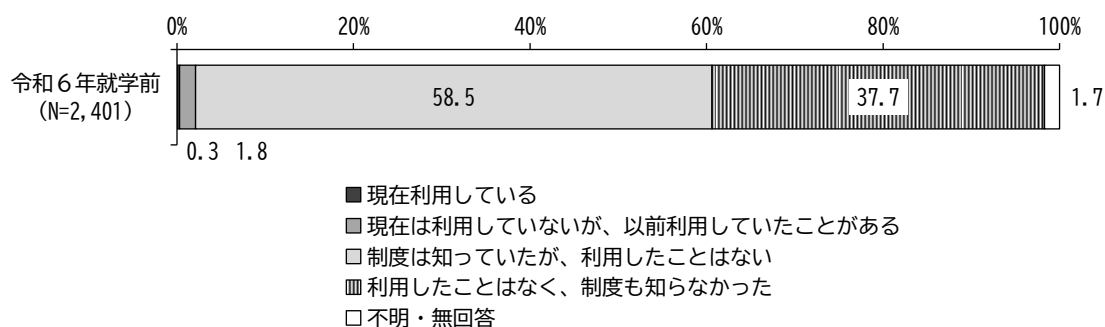 0% 20% 40% 60% 80% 100%
令和６年就学前
(N=2,401)
58.5 37.7 1.7
0.3 1.8
現在利用している
現在は利用していないが、以前利用していたことがある
制度は知っていたが、利用したことはない
利用したことはなく、制度も知らなかった
不明・無回答